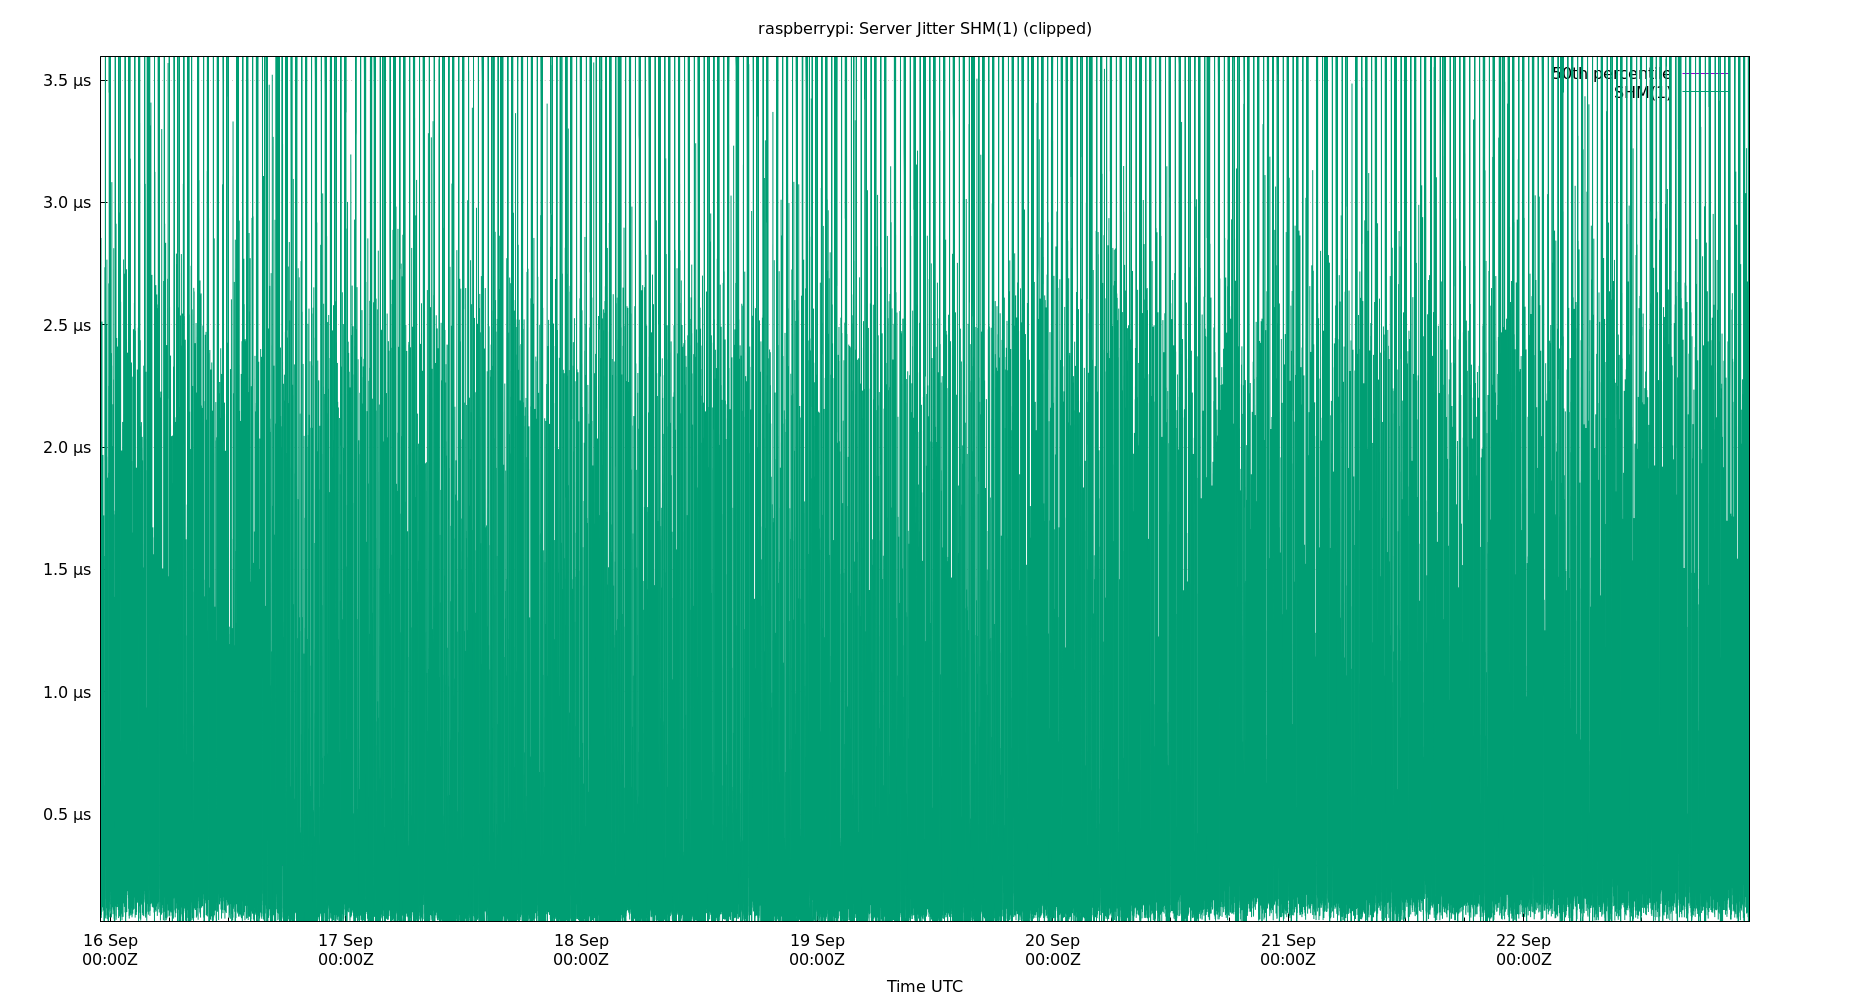 raspberrypi: Server Jitter SHM(1) (clipped)
50th percentile
SHM(1)
3.5 μs
3.0 μs
2.5 μs
2.0 μs
1.5 μs
1.0 μs
0.5 μs
16 Sep 17 Sep 18 Sep 19 Sep 20 Sep 21 Sep 22 Sep
00:00Z 00:00Z 00:00Z 00:00Z 00:00Z 00:00Z 00:00Z
Time UTC